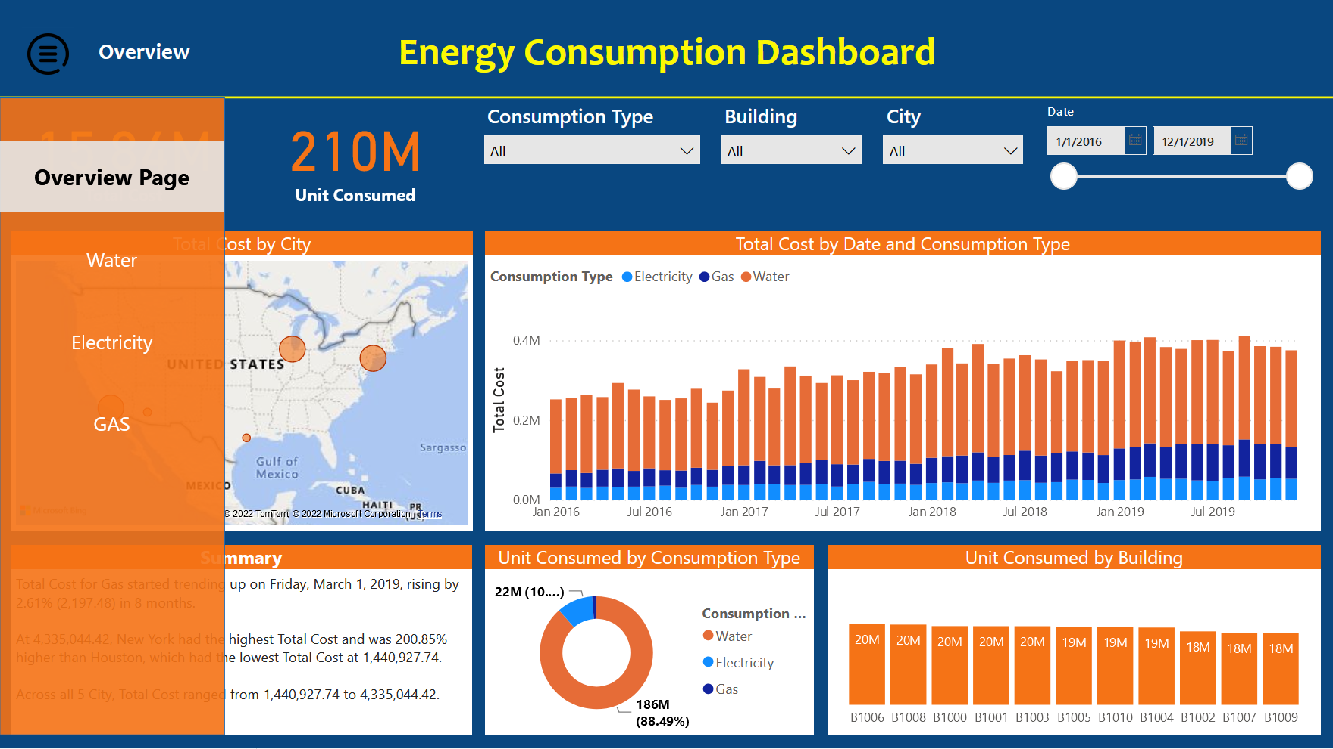 Overview
Energy Consumption Dashboard
Overview Page
Water
Electricity
GAS
210M
Unit Consumed
Consumption Type
All
Building
All
City
All
Date
1/1/2016
12/1/2019
Total Cost by City
UNITED STATES
MEXICO
Gulf of
Mexico
CUBA
HAITI
PR
Sargasso
© 2022 TomTom, © 2022 Microsoft Corporation Terms
Total Cost by Date and Consumption Type
Consumption Type Electricity Gas Water
Total Cost
0.4M
0.2M
0.0M
Jan 2016 Jul 2016 Jan 2017 Jul 2017 Jan 2018 Jul 2018 Jan 2019 Jul 2019
Summary
Total Cost for Gas started trending up on Friday, March 1, 2019, rising by
2.61% (2,197.48) in 8 months.
At 4,335,044.42, New York had the highest Total Cost and was 200.85%
higher than Houston, which had the lowest Total Cost at 1,440,927.74.
Across all 5 City, Total Cost ranged from 1,440,927.74 to 4,335,044.42.
Unit Consumed by Consumption Type
22M (10....)
186M
(88.49%)
Consumption ...
Water
Electricity
Gas
Unit Consumed by Building
20M 20M 20M 20M 20M 19M 19M 19M 18M 18M 18M
B1006 B1008 B1000 B1001 B1003 B1005 B1010 B1004 B1002 B1007 B1009